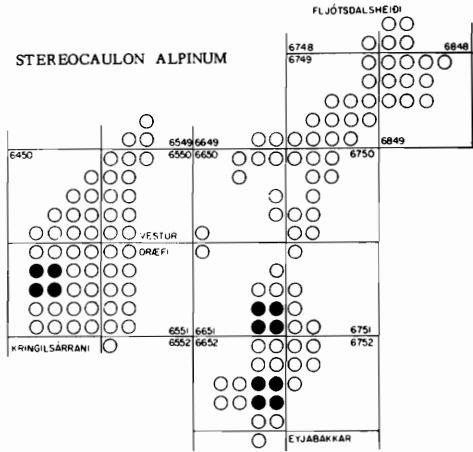 FLJÓTSDALSHEIÐI
STEREOCAULON ALPINUM
6748 6848
6749
6549 6649
6450 6550 6650 6750 6849
VESTUR
ÖRÆFI
6551 6651 6751
KRINGILSÁRRANI 6552 6652 6752
EYJABAKKAR